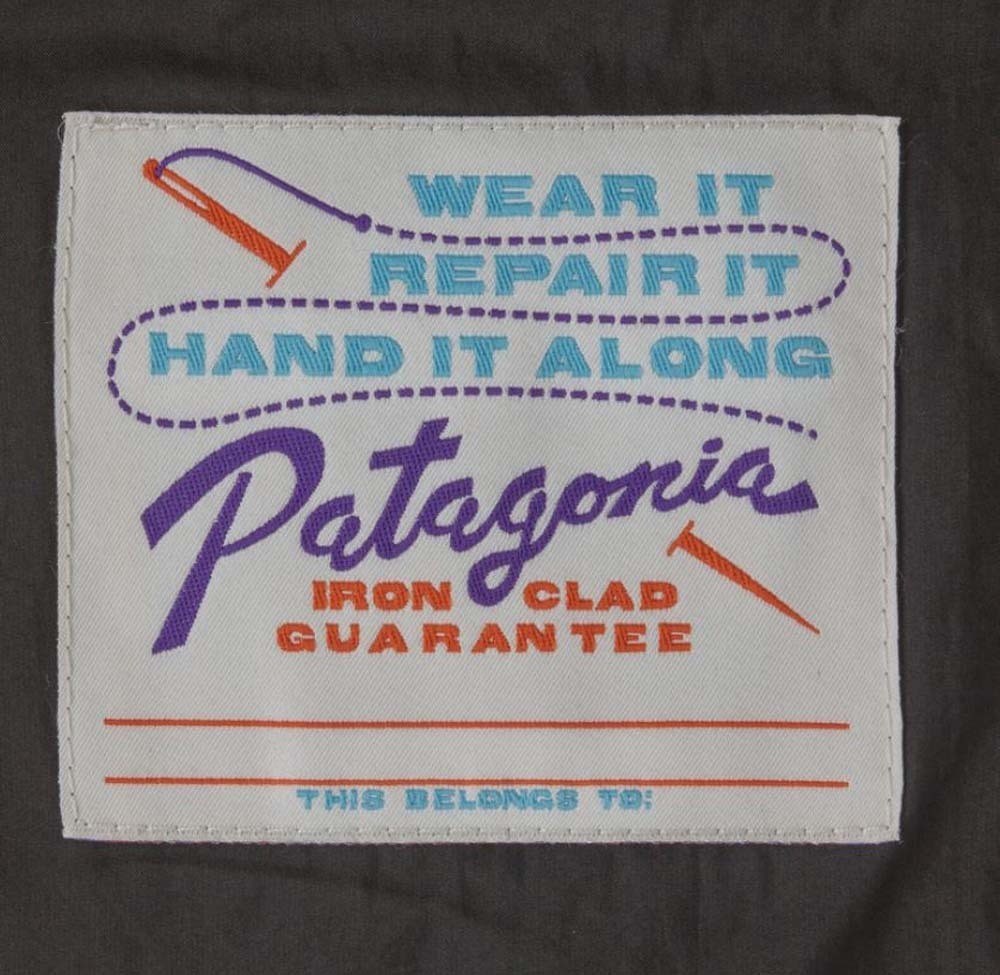 WEAR IT
REPAIR IT
HAND IT ALONG
Patagonia
IRON CLAD
GUARANTEE
THIS BELONGS TO: